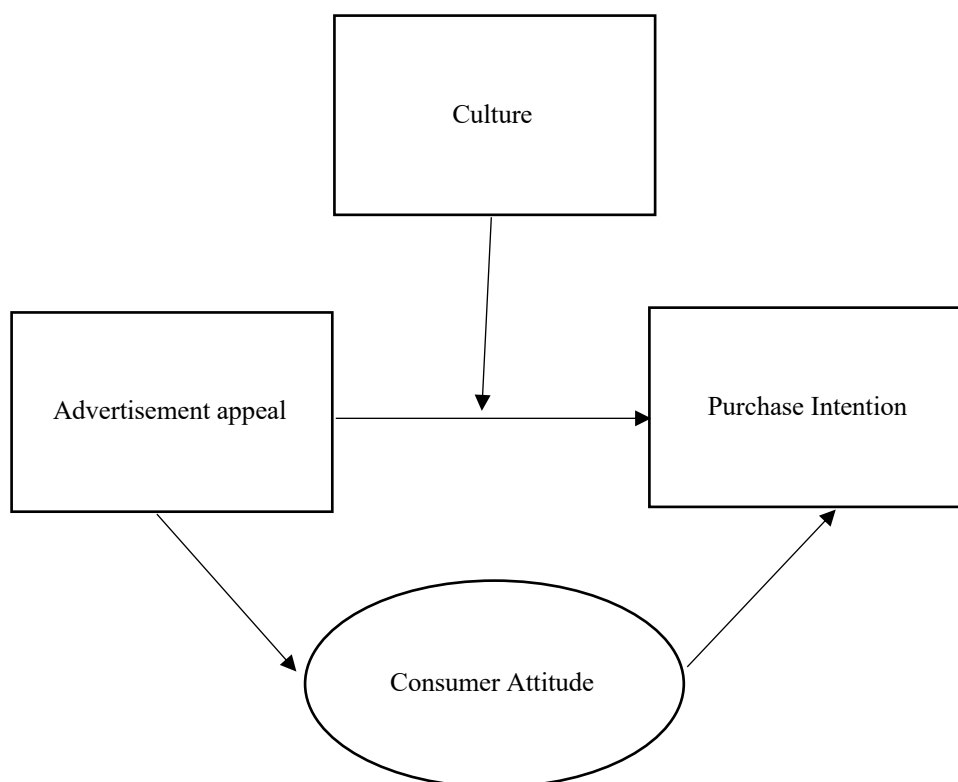 Culture
Advertisement appeal
Purchase Intention
Consumer Attitude